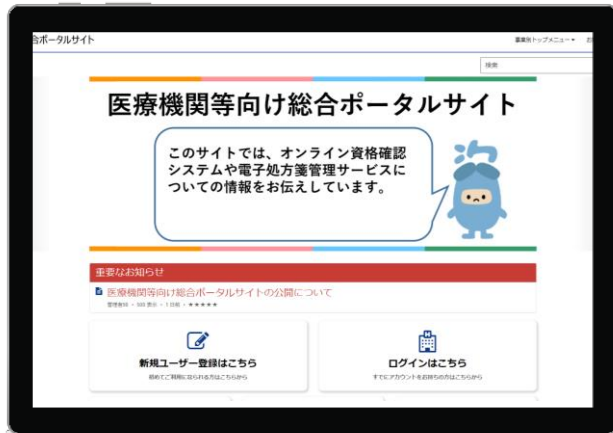 合ポータルサイト
事業別トップメニュー
検索
医療機関等向け総合ポータルサイト
このサイトでは、オンライン資格確認
システムや電子処方箋管理サービスに
ついての情報をお伝えしています。
重要なお知らせ
医療機関等向け総合ポータルサイトの公開について
新規ユーザー登録はこちら
初めてご利用になられる方はこちらから
ログインはこちら
すでにアカウントをお持ちの方はこちらから